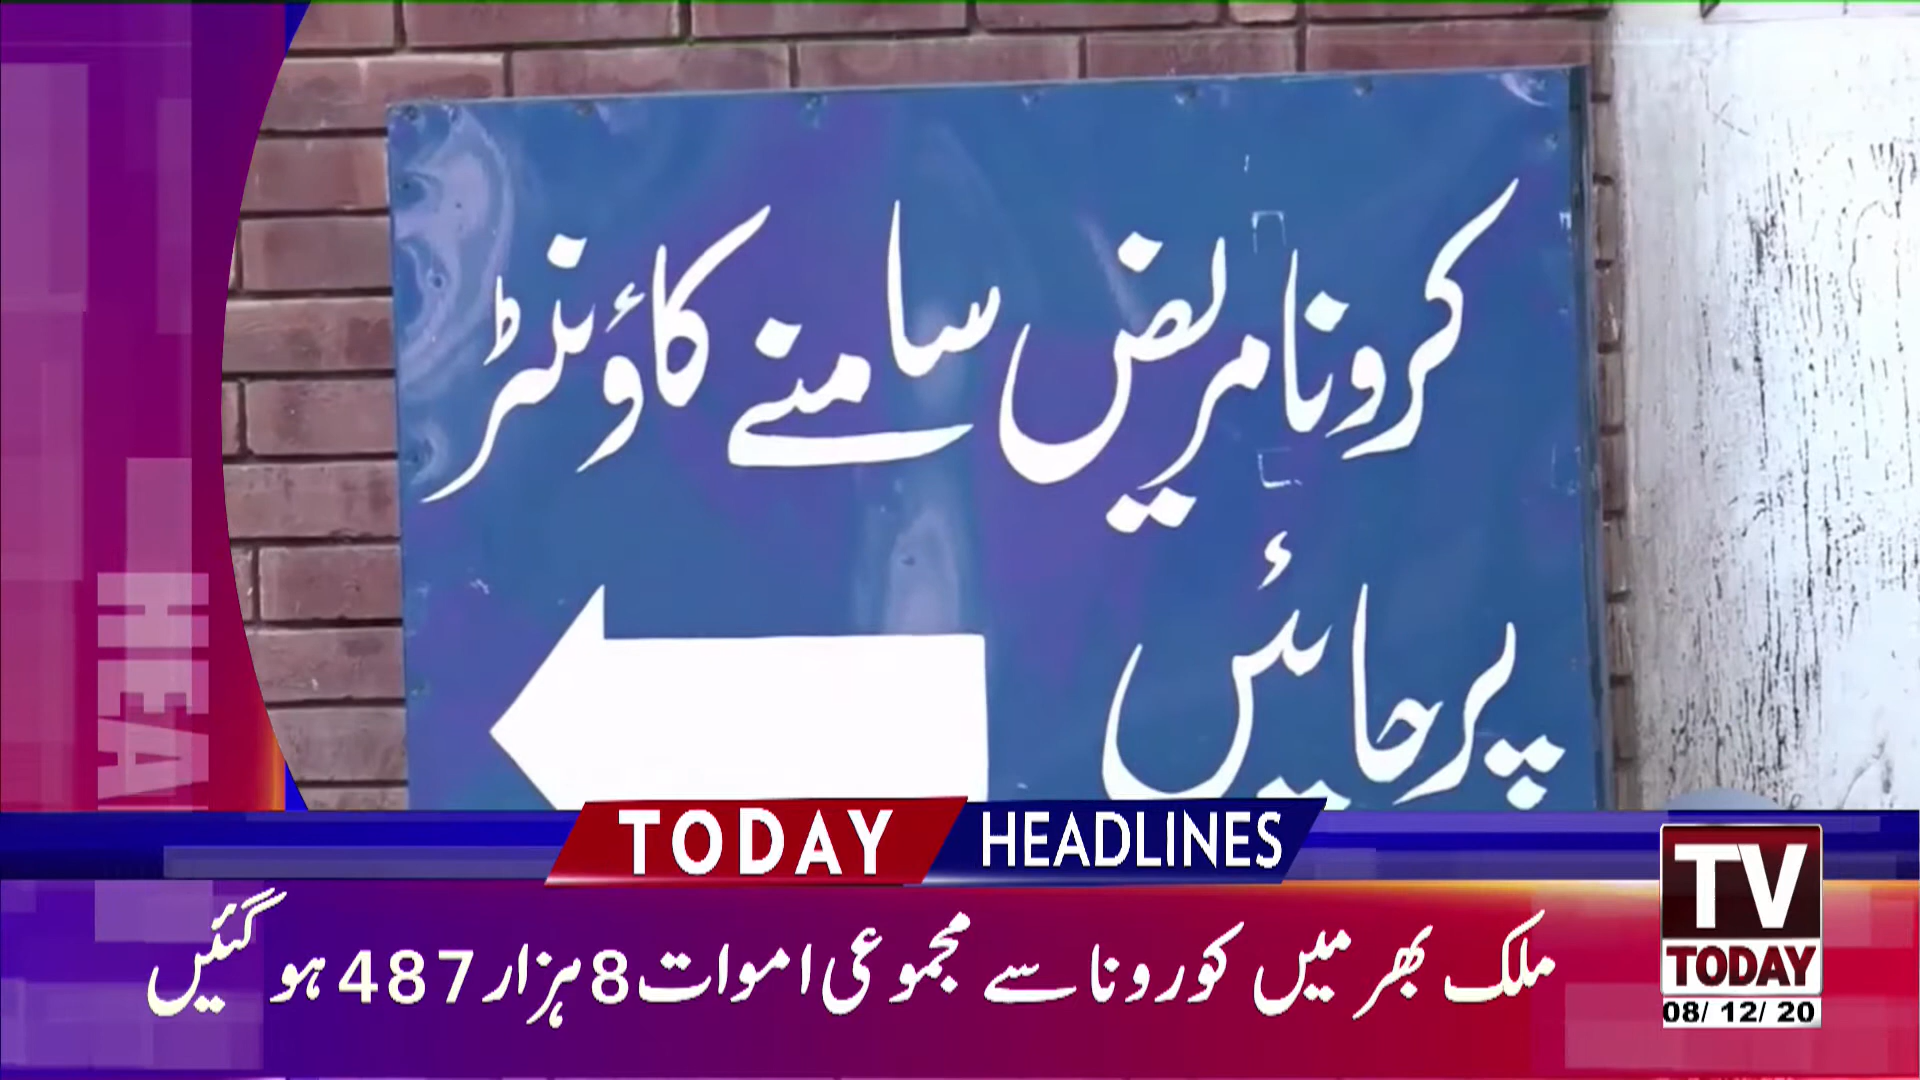 کرونا مریض سامنے کاؤنٹر
پر جائیں
HEA
TODAY HEADLINES
ملک بھر میں کورونا سے مجموعی اموات 8 ہزار 487 ہو گئیں
TV
TODAY
08/ 12/ 20